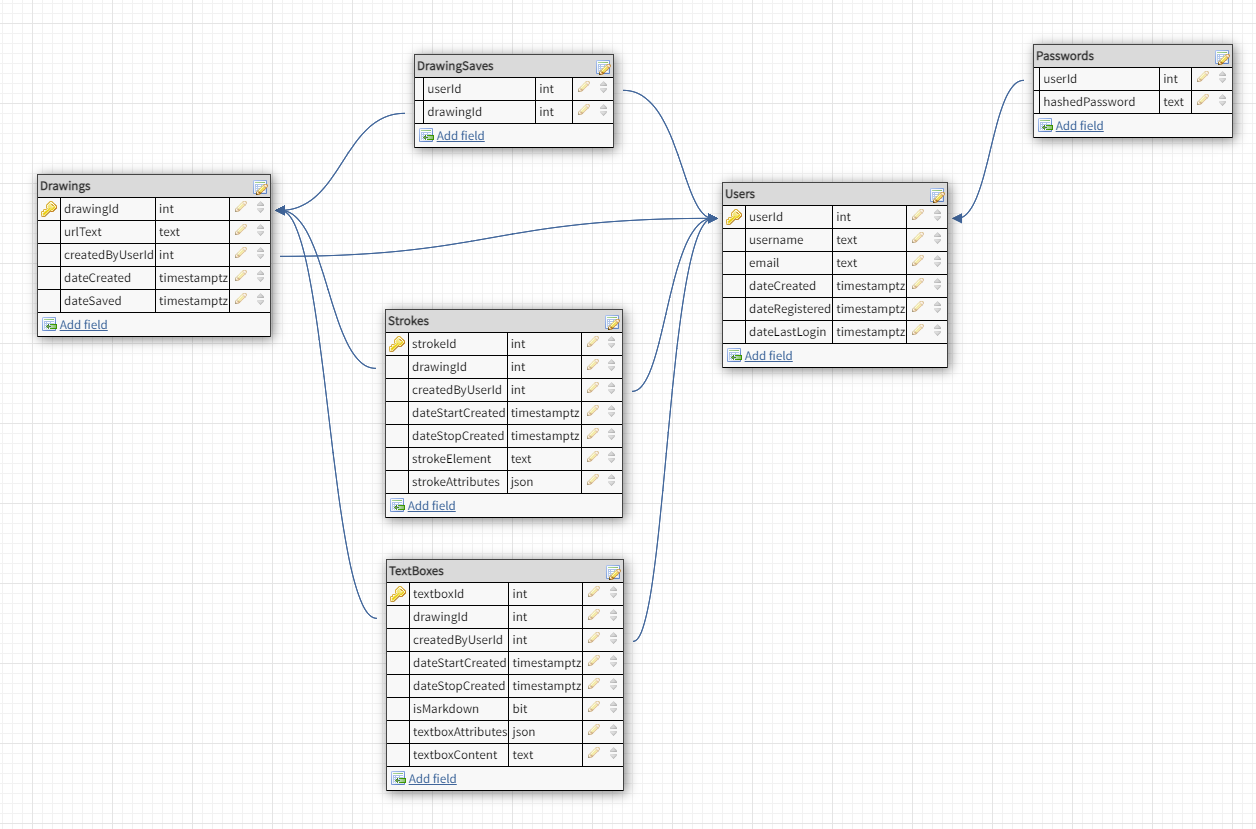 DrawingSaves
userId int
drawingId int
Add field
Passwords
userId int
hashedPassword text
Add field
Drawings
drawingId int
urlText text
createdByUserId int
dateCreated timestamptz
dateSaved timestamptz
Add field
Users
userId int
username text
email text
dateCreated timestamptz
dateRegistered timestamptz
dateLastLogin timestamptz
Add field
Strokes
strokeId int
drawingId int
createdByUserId int
dateStartCreated timestamptz
dateStopCreated timestamptz
strokeElement text
strokeAttributes json
Add field
TextBoxes
textboxId int
drawingId int
createdByUserId int
dateStartCreated timestamptz
dateStopCreated timestamptz
isMarkdown bit
textboxAttributes json
textboxContent text
Add field